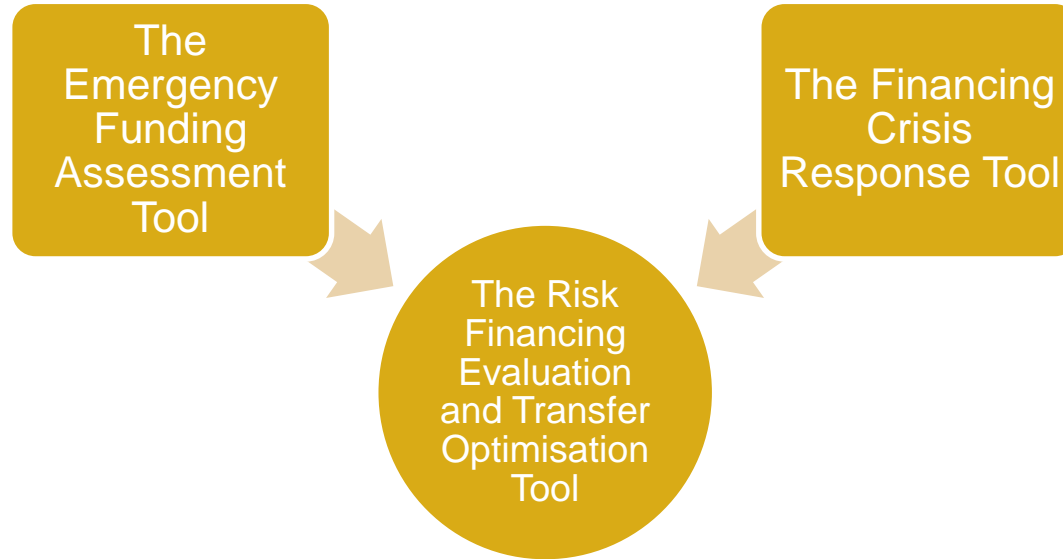 The
Emergency
Funding
Assessment
Tool
The Financing
Crisis
Response Tool
The Risk
Financing
Evaluation
and Transfer
Optimisation
Tool